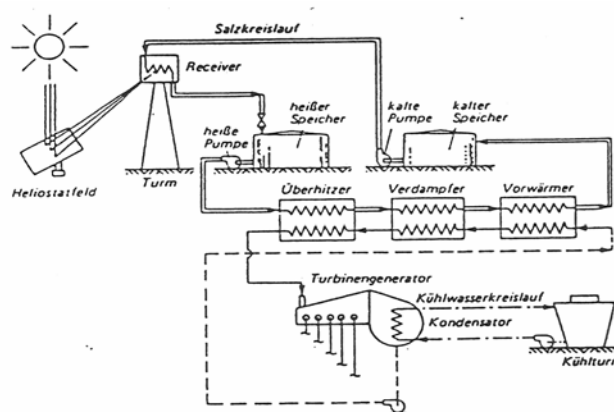 Salzkreislauf
Receiver
heiße
Pumpe
heißer
Speicher
kalte
Pumpe
kalter
Speicher
Heliostatfeld
Turm
Überhitzer
Verdampfer
Vorwärmer
Turbinengenerator
Kühlwasserkreislauf
Kondensator
Kühlturm